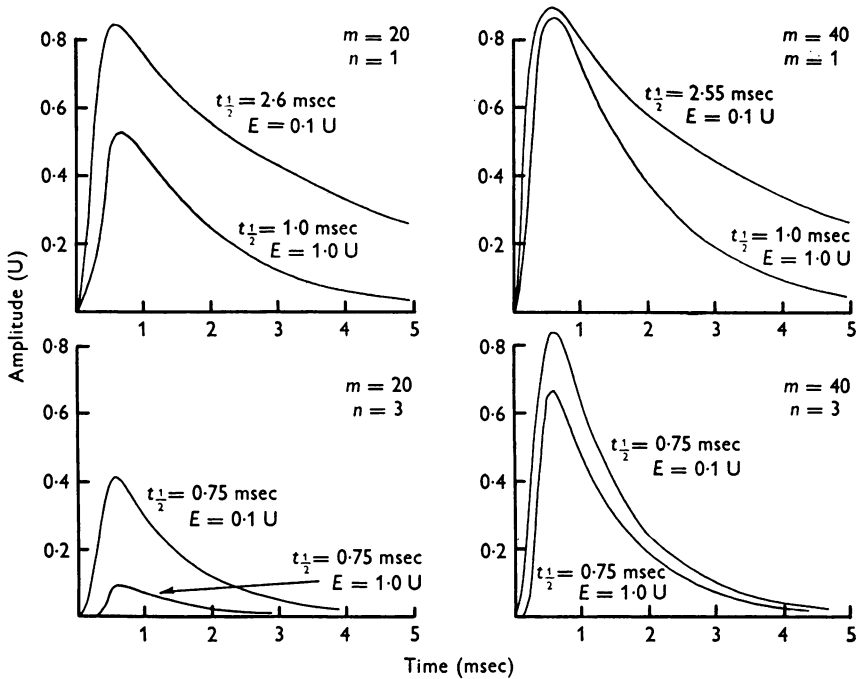 Amplitude (U)
0·8
0·6
0·4
0·2
m = 20
n = 1
t½ = 2·6 msec
E = 0·1 U
t½ = 1·0 msec
E = 1·0 U
1 2 3 4 5
0·8
0·6
0·4
0·2
m = 40
m = 1
t½ = 2·55 msec
E = 0·1 U
t½ = 1·0 msec
E = 1·0 U
1 2 3 4 5
0·8
0·6
0·4
0·2
m = 20
n = 3
t½ = 0·75 msec
E = 0·1 U
t½ = 0·75 msec
E = 1·0 U
1 2 3 4 5
0·8
0·6
0·4
0·2
m = 40
n = 3
t½ = 0·75 msec
E = 0·1 U
t½ = 0·75 msec
E = 1·0 U
1 2 3 4 5
Time (msec)